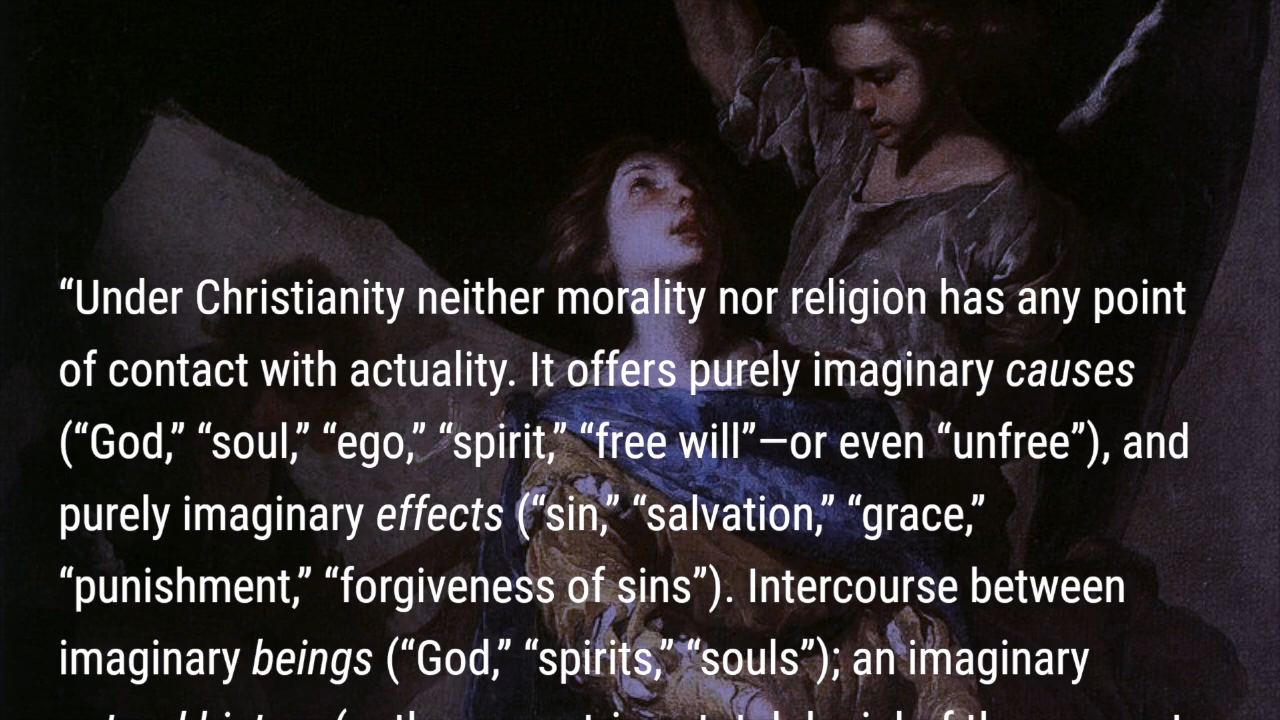 “Under Christianity neither morality nor religion has any point
of contact with actuality. It offers purely imaginary causes
(“God,” “soul,” “ego,” “spirit,” “free will”—or even “unfree”), and
purely imaginary effects (“sin,” “salvation,” “grace,”
“punishment,” “forgiveness of sins”). Intercourse between
imaginary beings (“God,” “spirits,” “souls”); an imaginary